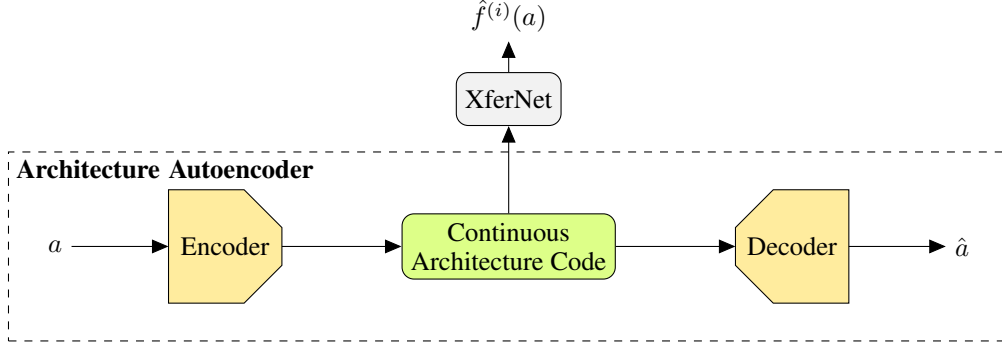 f̂⁽ⁱ⁾(a)
XferNet
Architecture Autoencoder
a
Encoder
Continuous
Architecture Code
Decoder
â